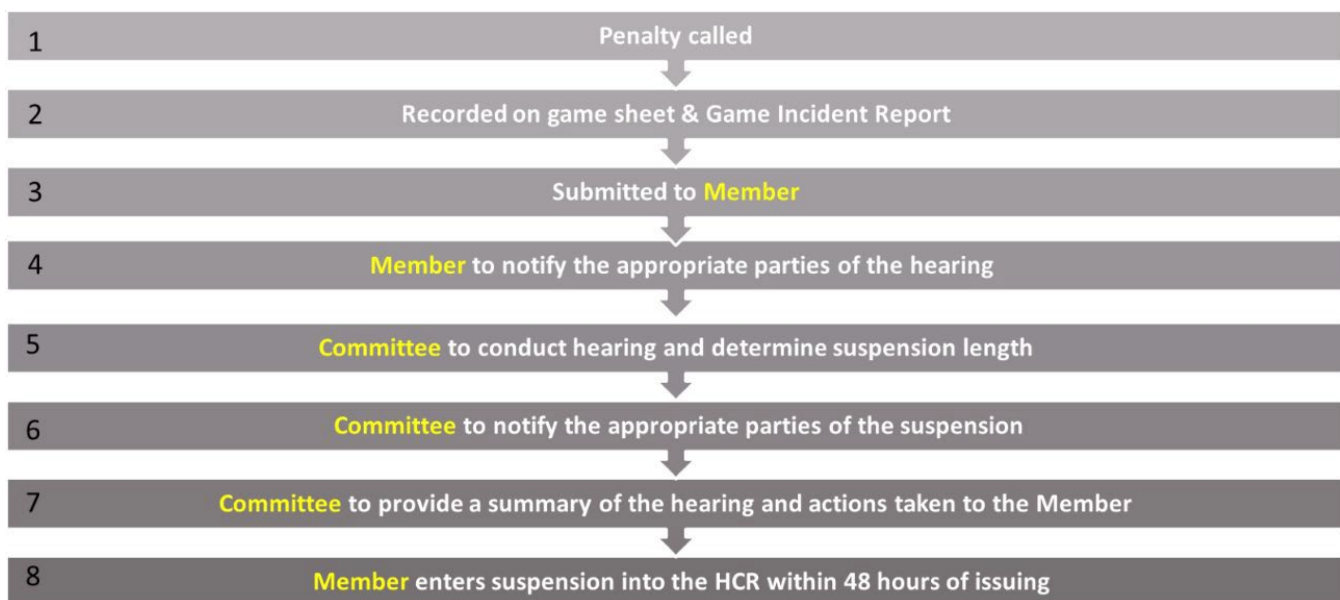 1 Penalty called
2 Recorded on game sheet & Game Incident Report
3 Submitted to Member
4 Member to notify the appropriate parties of the hearing
5 Committee to conduct hearing and determine suspension length
6 Committee to notify the appropriate parties of the suspension
7 Committee to provide a summary of the hearing and actions taken to the Member
8 Member enters suspension into the HCR within 48 hours of issuing